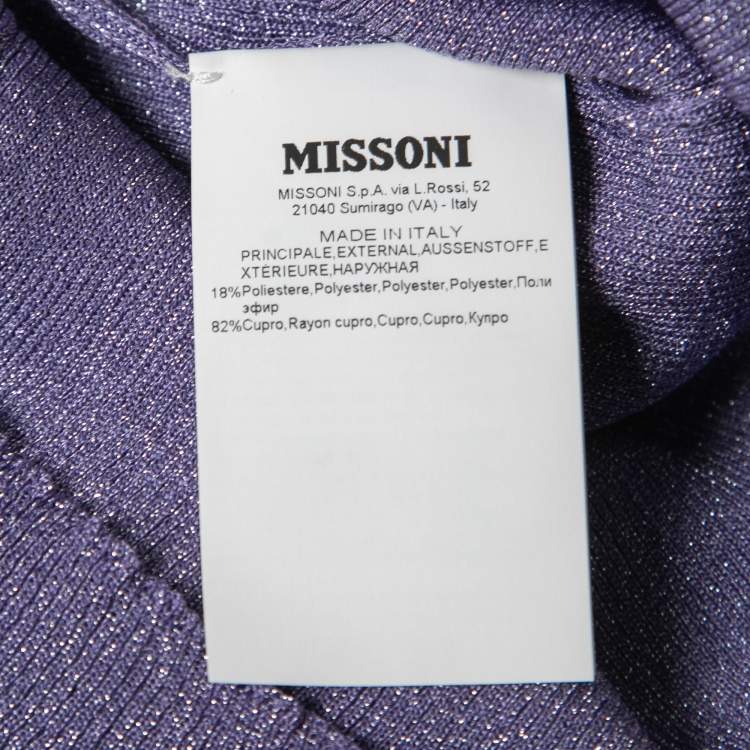 MISSONI
MISSONI S.p.A. via L.Rossi, 52
21040 Sumirago (VA) - Italy
MADE IN ITALY
PRINCIPALE,EXTERNAL,AUSSENSTOFF,E
XTÉRIEURE,НАРУЖНАЯ
18%Poliestere,Polyester,Polyester,Polyester,Поли
эфир
82%Cupro,Rayon cupro,Cupro,Cupro,Купро